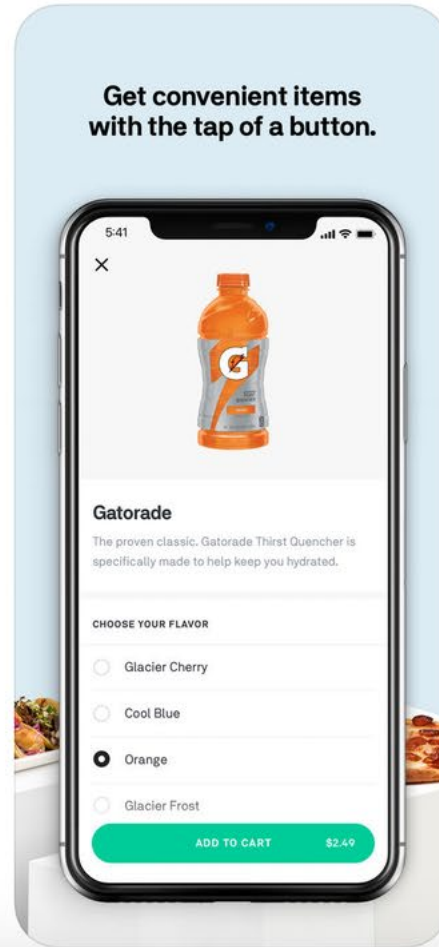 Get convenient items
with the tap of a button.
5:41
G
Gatorade
The proven classic. Gatorade Thirst Quencher is
specifically made to help keep you hydrated.
CHOOSE YOUR FLAVOR
Glacier Cherry
Cool Blue
Orange
Glacier Frost
ADD TO CART $2.49